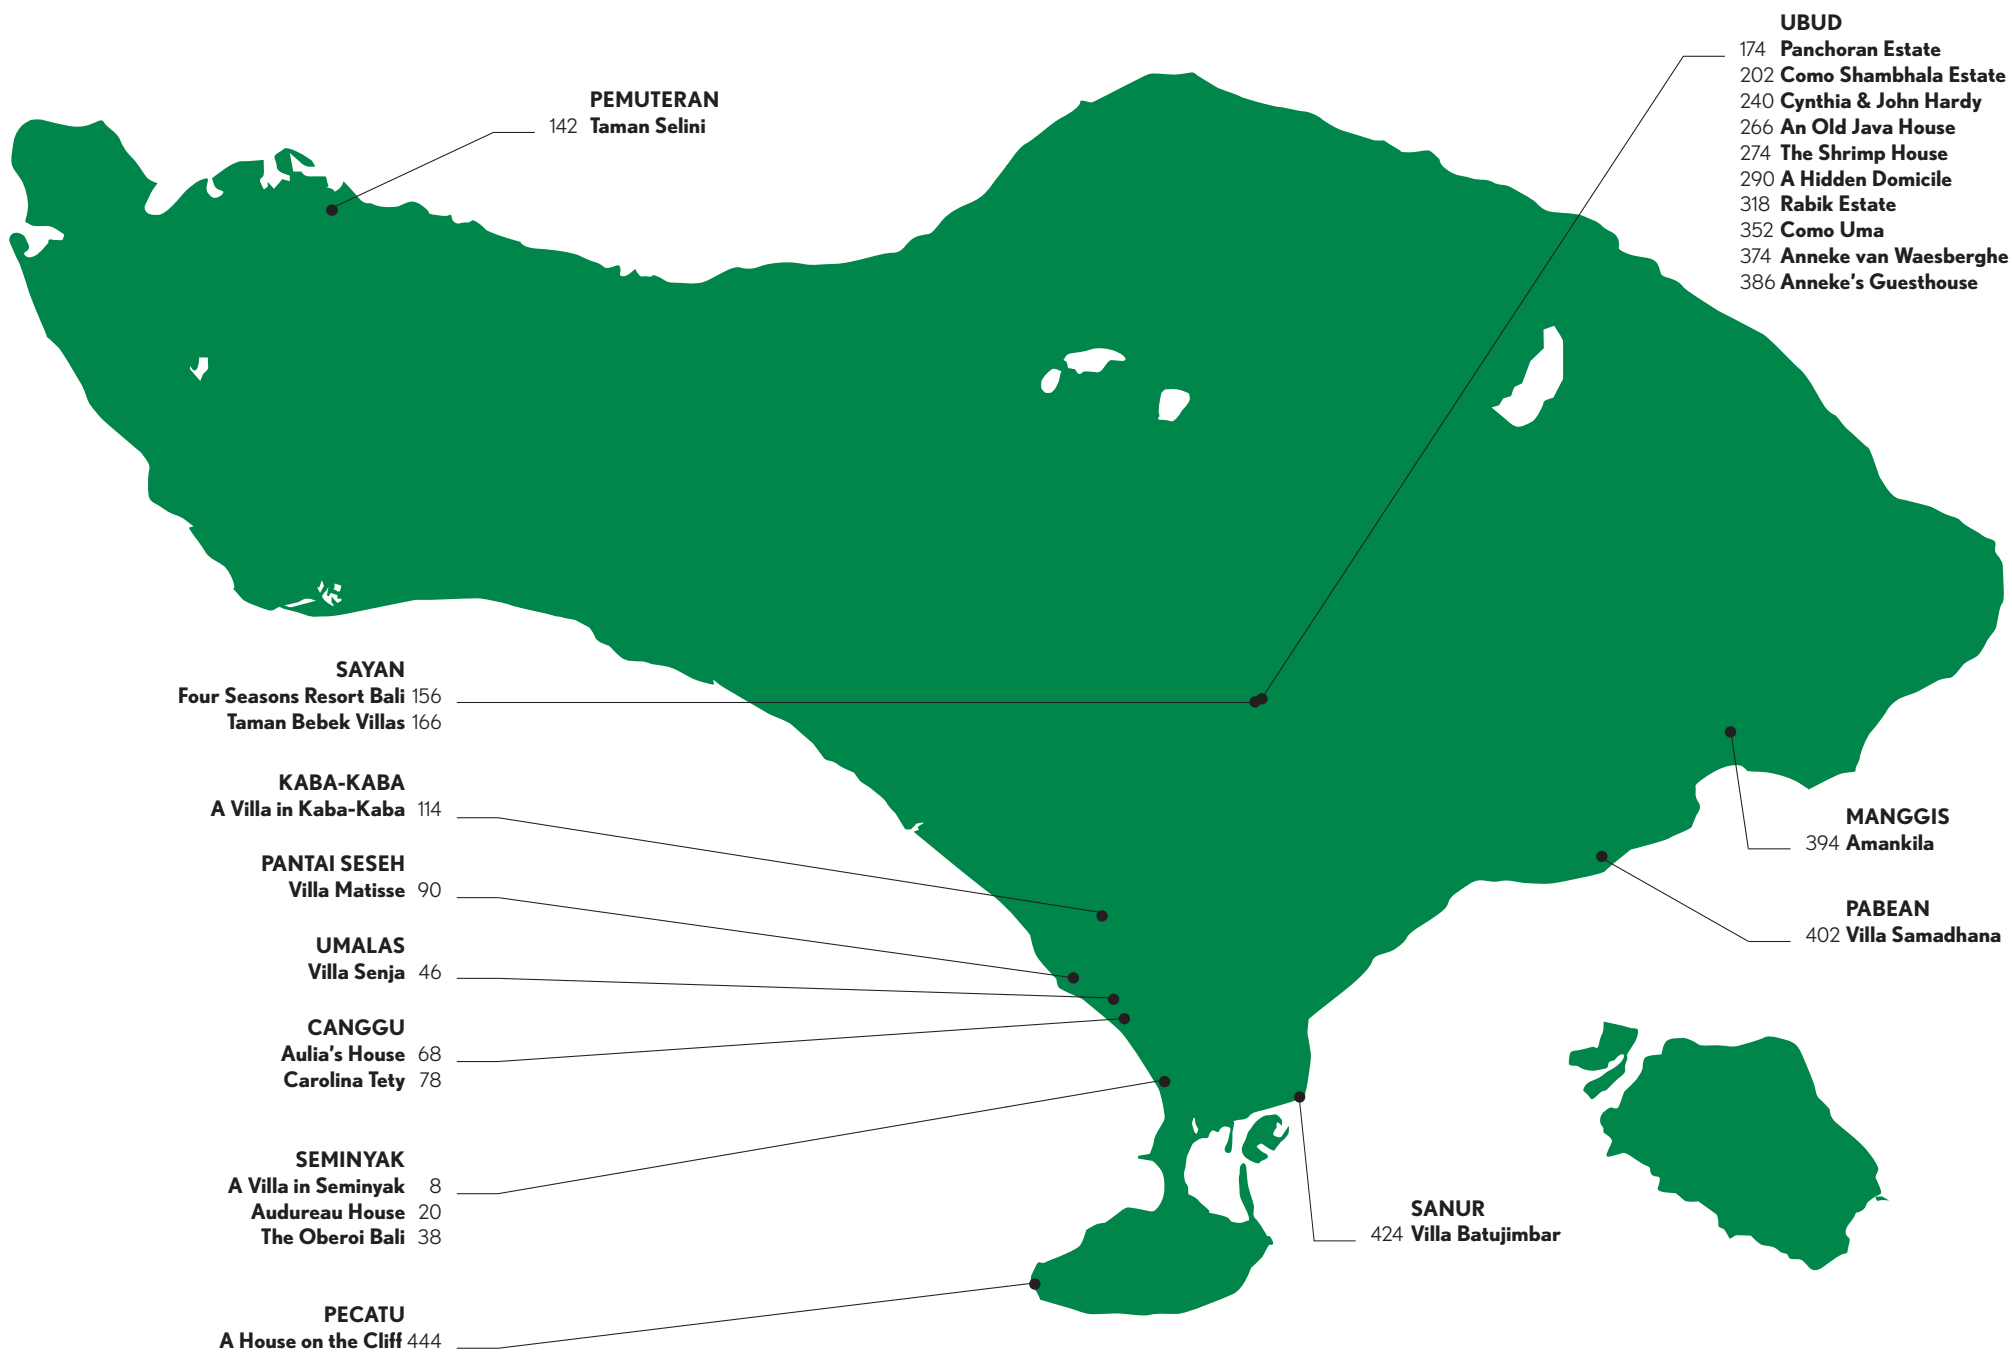 PEMUTERAN
142 Taman Selini
UBUD
174 Panchoran Estate
202 Como Shambhala Estate
240 Cynthia & John Hardy
266 An Old Java House
274 The Shrimp House
290 A Hidden Domicile
318 Rabik Estate
352 Como Uma
374 Anneke van Waesberghe
386 Anneke's Guesthouse
SAYAN
Four Seasons Resort Bali 156
Taman Bebek Villas 166
KABA-KABA
A Villa in Kaba-Kaba 114
PANTAI SESEH
Villa Matisse 90
UMALAS
Villa Senja 46
CANGGU
Aulia's House 68
Carolina Tety 78
SEMINYAK
A Villa in Seminyak 8
Audureau House 20
The Oberoi Bali 38
PECATU
A House on the Cliff 444
MANGGIS
394 Amankila
PABEAN
402 Villa Samadhana
SANUR
424 Villa Batujimbar